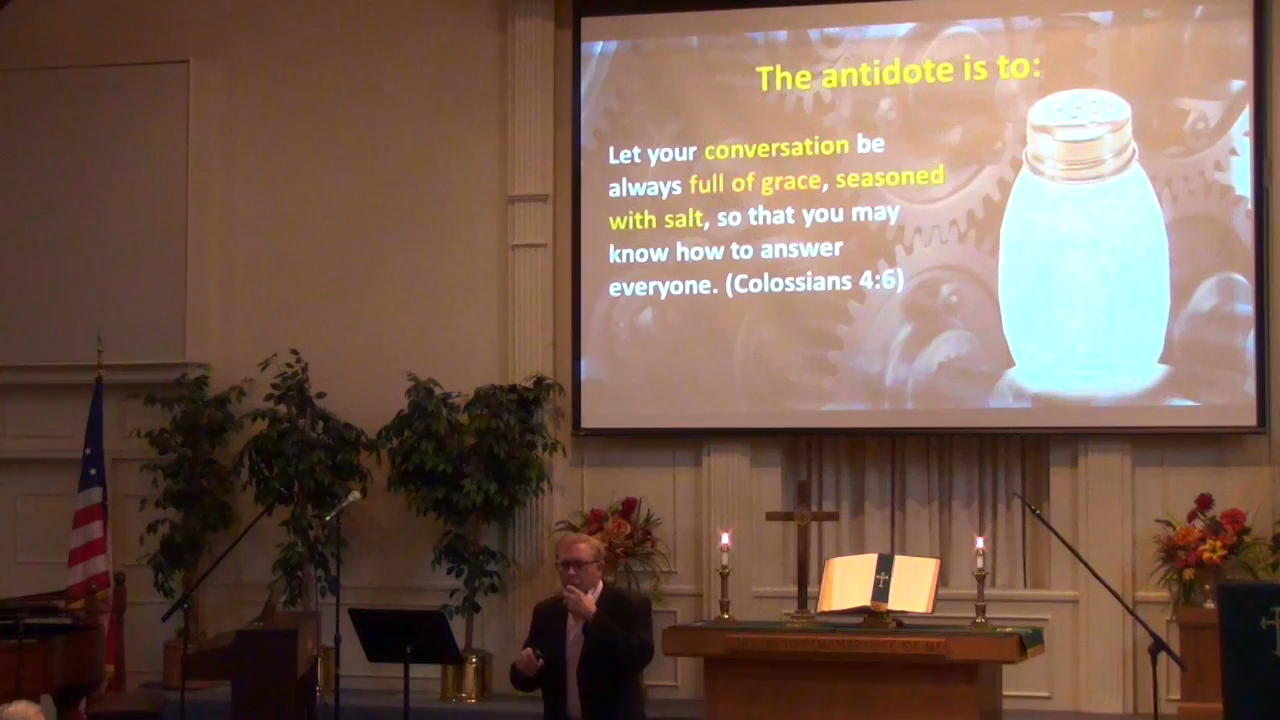 The antidote is to:
Let your conversation be
always full of grace, seasoned
with salt, so that you may
know how to answer
everyone. (Colossians 4:6)